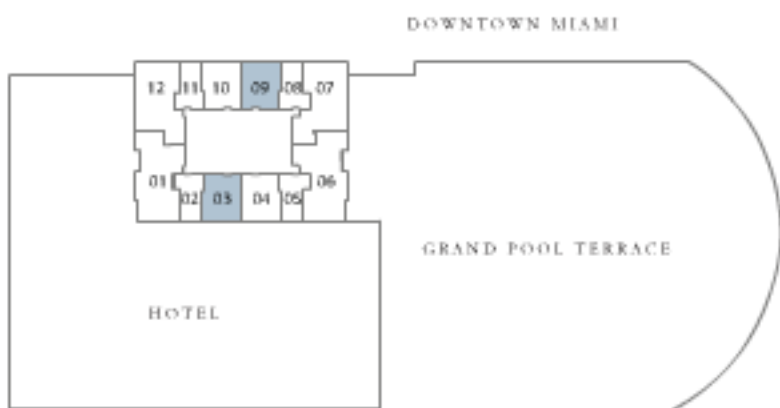 DOWNTOWN MIAMI
12 11 10 09 08 07
01 06
02 03 04 05
GRAND POOL TERRACE
HOTEL